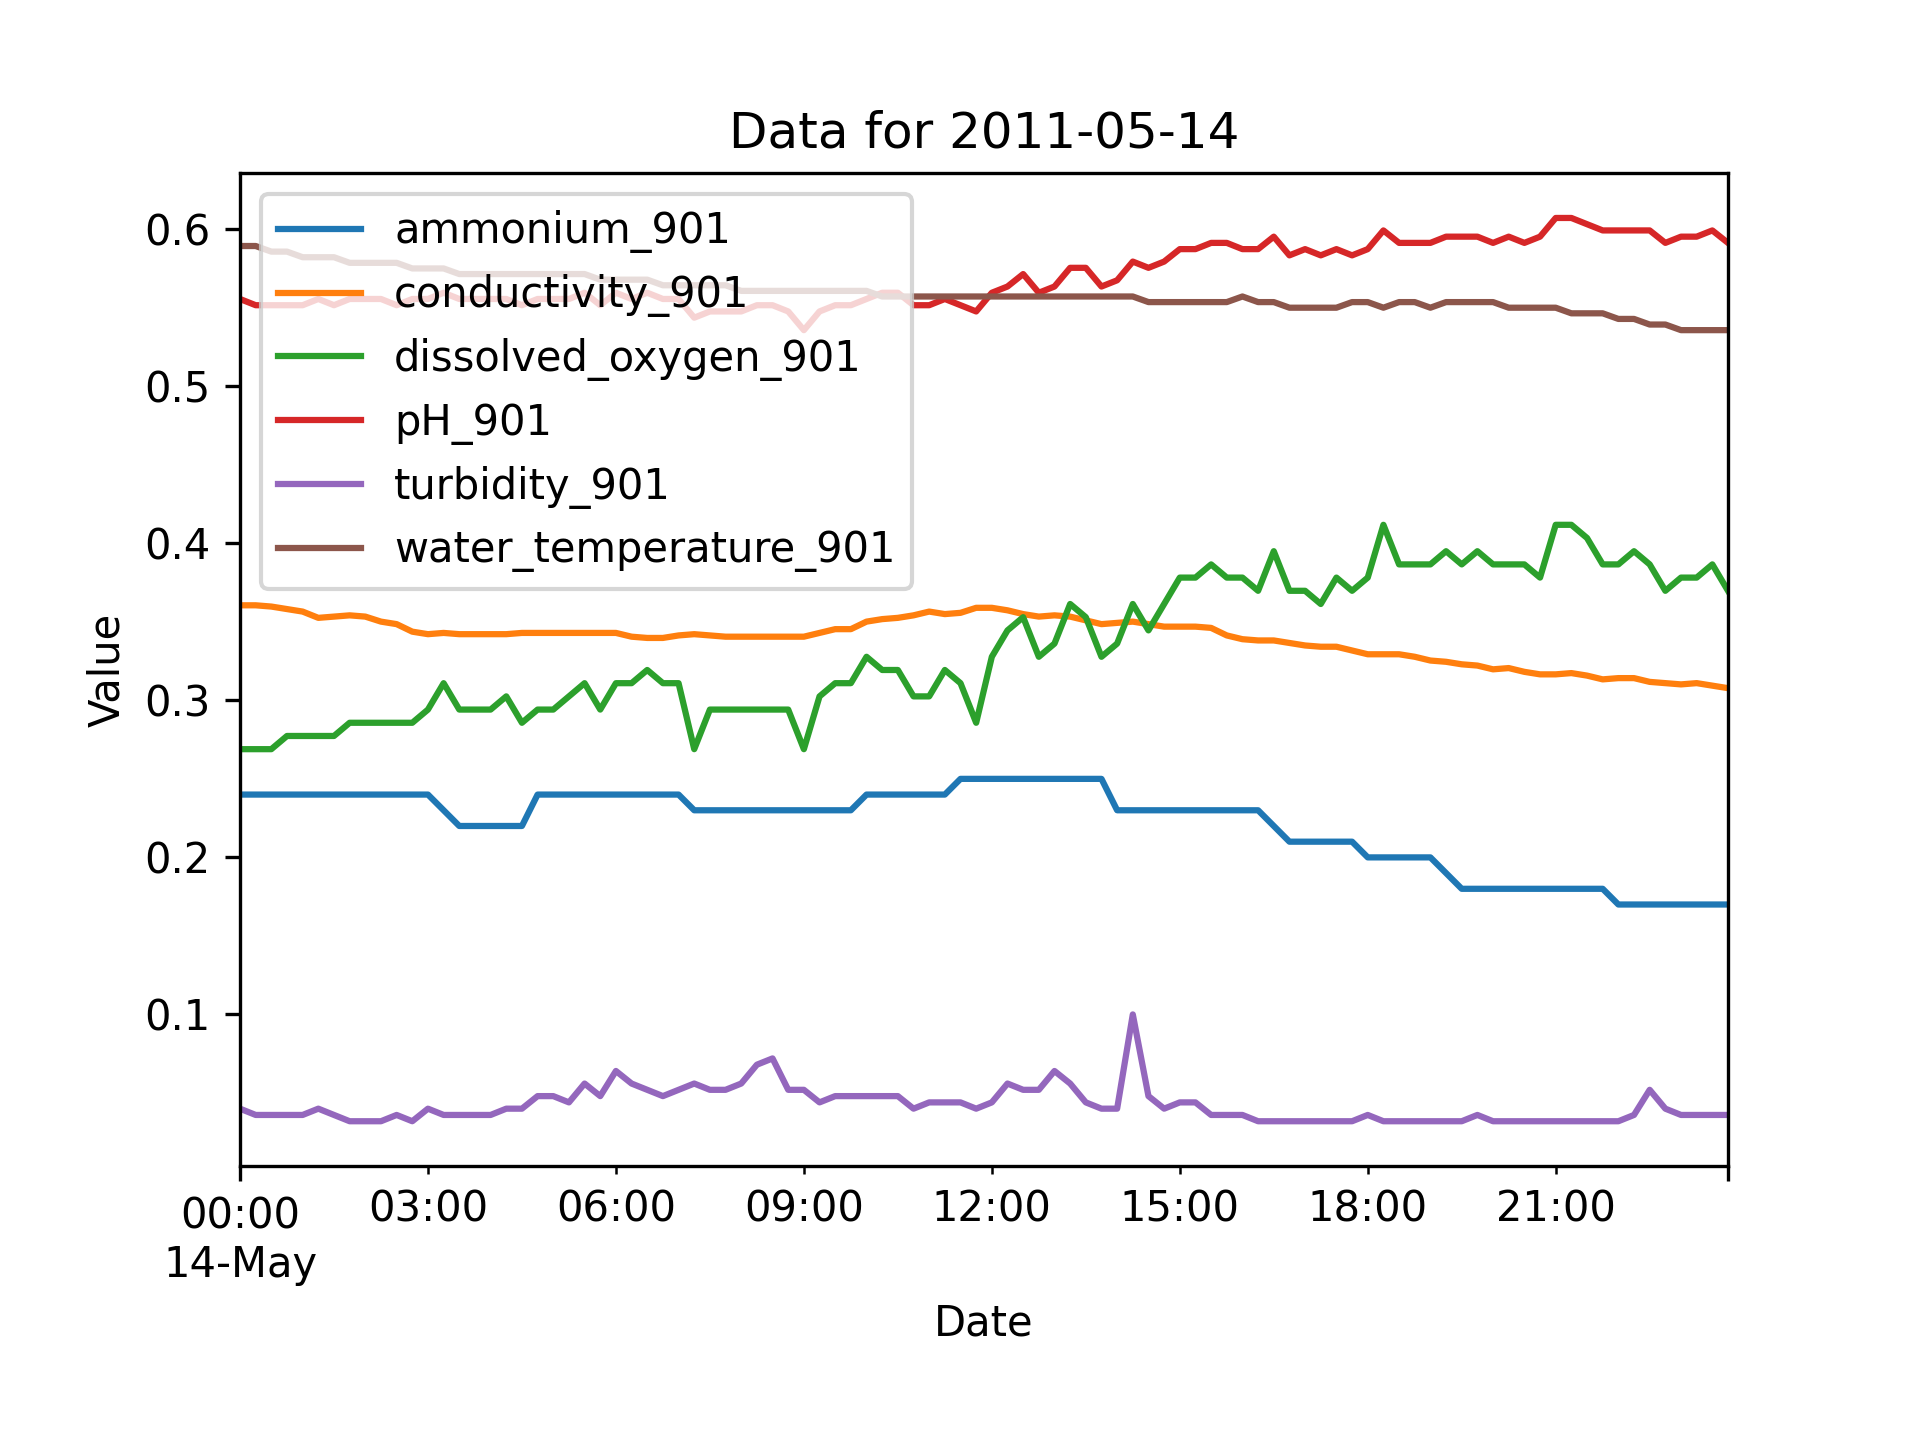 Data for 2011-05-14
ammonium_901
conductivity_901
dissolved_oxygen_901
pH_901
turbidity_901
water_temperature_901
Value
0.6
0.5
0.4
0.3
0.2
0.1
00:00 03:00 06:00 09:00 12:00 15:00 18:00 21:00
14-May
Date